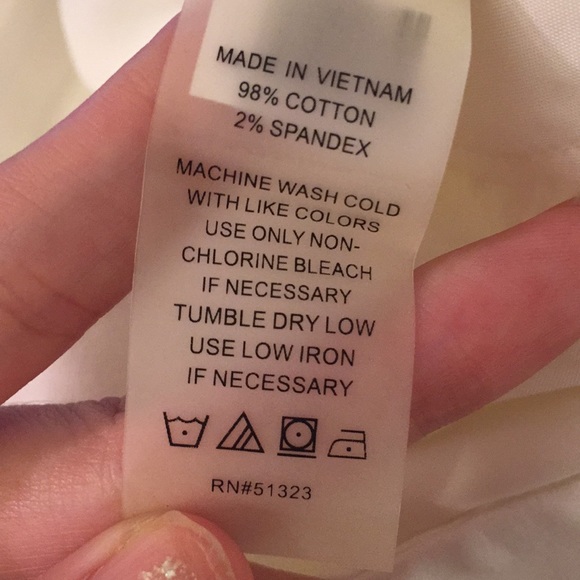 MADE IN VIETNAM
98% COTTON
2% SPANDEX
MACHINE WASH COLD
WITH LIKE COLORS
USE ONLY NON-
CHLORINE BLEACH
IF NECESSARY
TUMBLE DRY LOW
USE LOW IRON
IF NECESSARY
RN#51323